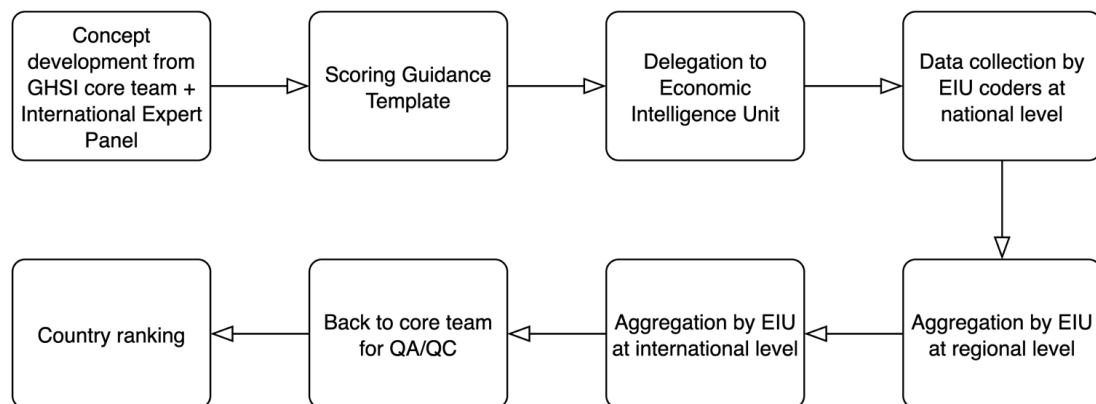 Concept
development from
GHSI core team +
International Expert
Panel
Scoring Guidance
Template
Delegation to
Economic
Intelligence Unit
Data collection by
EIU coders at
national level
Aggregation by EIU
at regional level
Aggregation by EIU
at international level
Back to core team
for QA/QC
Country ranking